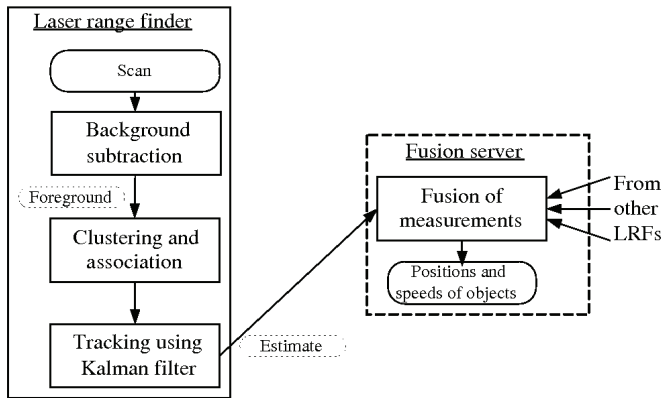 Laser range finder
Scan
Background
subtraction
Foreground
Clustering and
association
Tracking using
Kalman filter
Estimate
Fusion server
Fusion of
measurements
Positions and
speeds of objects
From
other
LRFs